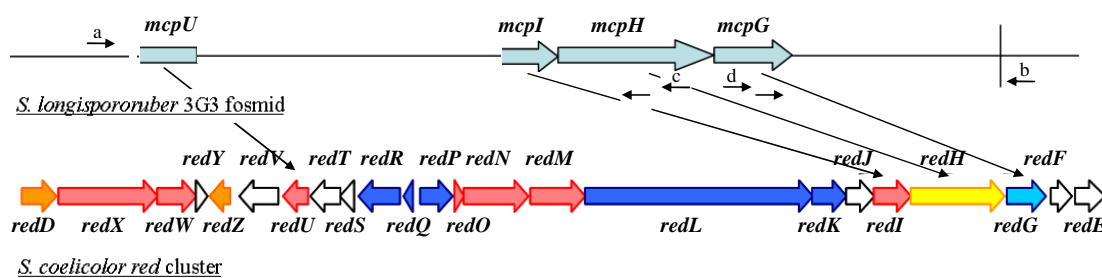 mcpU mcpI mcpH mcpG
a
c d b
S. longisporonuber 3G3 fosmid
redY redV redT redR redP redN redM redJ redH redF
redD redX redW redZ redU redS redQ redO redL redK redI redG redE
S. coelicolor red cluster